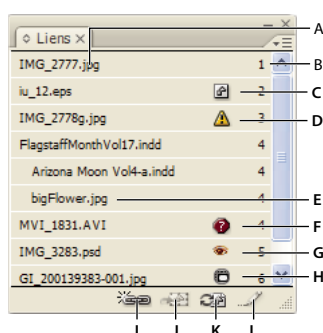 Liens
A
IMG_2777.jpg 1 B
iu_12.eps 2 C
IMG_2778g.jpg 3 D
FlagstaffMonthVol17.indd 4
Arizona Moon Vol4-a.indd 4
bigFlower.jpg 4 E
MVI_1831.AVI 4 F
IMG_3283.psd 5 G
GI_200139383-001.jpg 6 H
K